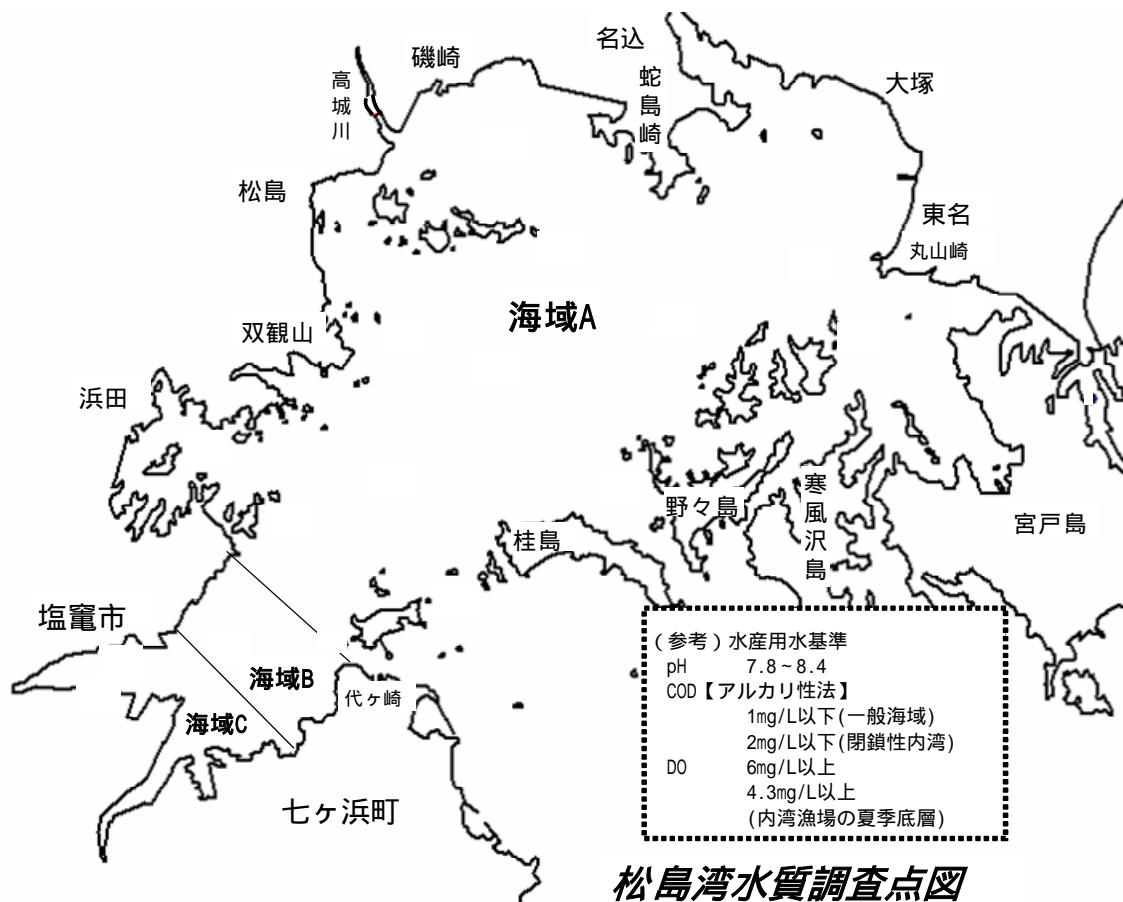 名込
磯崎
高城川
蛇島崎
大塚
松島
東名
丸山崎
海域A
双観山
浜田
野々島
寒風沢島
宮戸島
桂島
塩竈市
海域B
代ヶ崎
海域C
七ヶ浜町
(参考)水産用水基準
pH 7.8~8.4
COD【アルカリ性法】
1mg/L以下(一般海域)
2mg/L以下(閉鎖性内湾)
DO 6mg/L以上
4.3mg/L以上
(内湾漁場の夏季底層)
松島湾水質調査点図